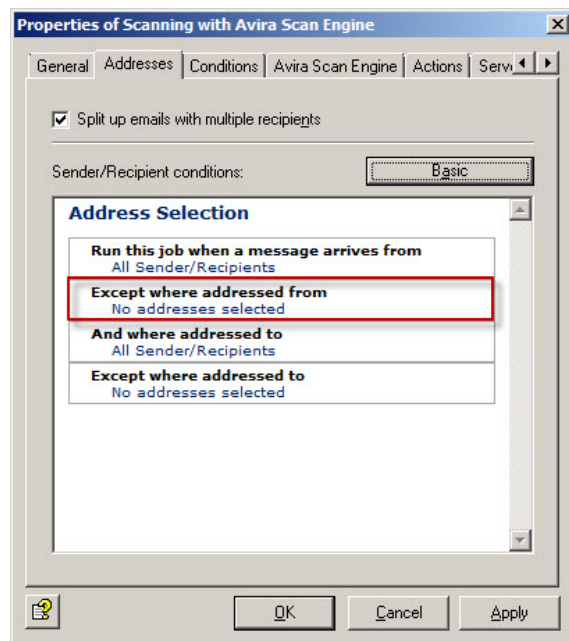 Properties of Scanning with Avira Scan Engine
General Addresses Conditions Avira Scan Engine Actions
Split up emails with multiple recipients
Sender/Recipient conditions: Basic
Address Selection
Run this job when a message arrives from
All Sender/Recipients
Except where addressed from
No addresses selected
And where addressed to
All Sender/Recipients
Except where addressed to
No addresses selected
OK Cancel Apply